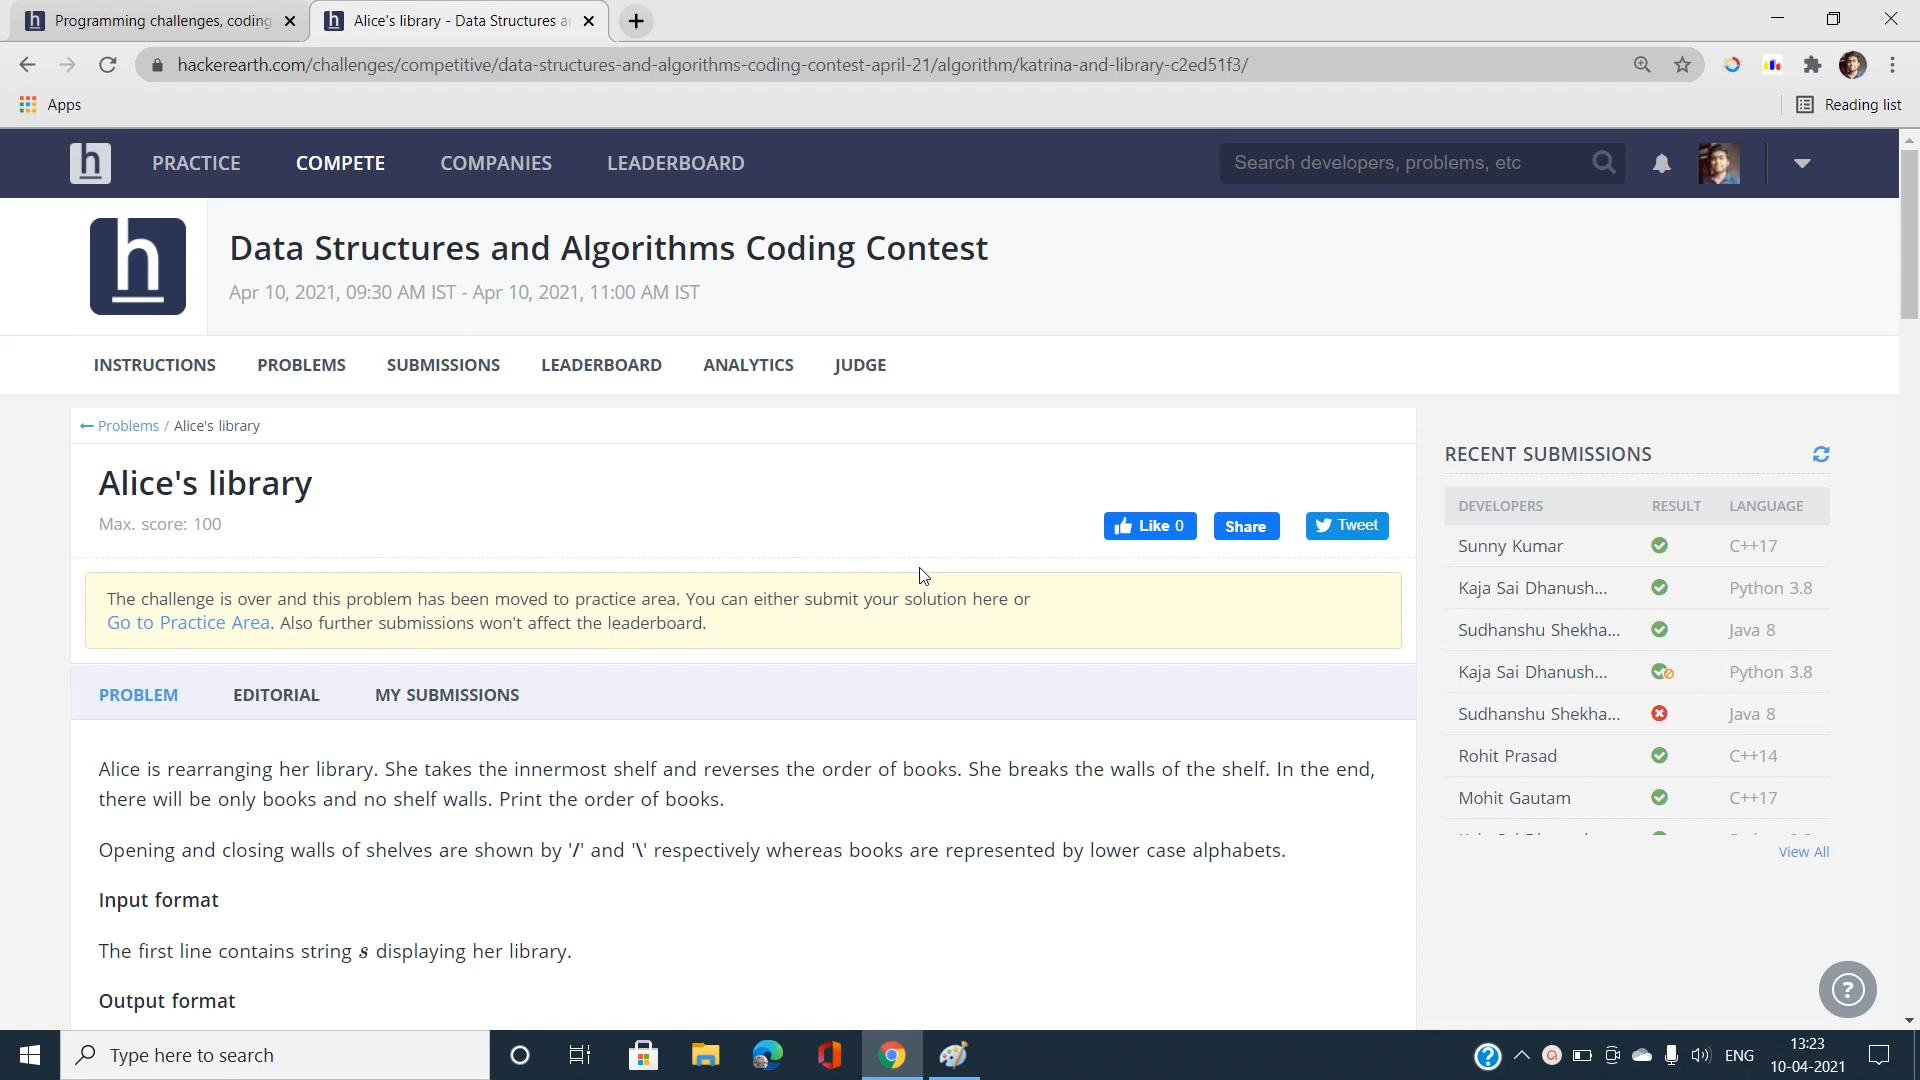 Programming challenges, coding
Alice's library - Data Structures a
hackerearth.com/challenges/competitive/data-structures-and-algorithms-coding-contest-april-21/algorithm/katrina-and-library-c2ed51f3/
Apps
Reading list
h
PRACTICE
COMPETE
COMPANIES
LEADERBOARD
Search developers, problems, etc
h
Data Structures and Algorithms Coding Contest
Apr 10, 2021, 09:30 AM IST - Apr 10, 2021, 11:00 AM IST
INSTRUCTIONS
PROBLEMS
SUBMISSIONS
LEADERBOARD
ANALYTICS
JUDGE
← Problems / Alice's library
Alice's library
Max. score: 100
Like 0
Share
Tweet
The challenge is over and this problem has been moved to practice area. You can either submit your solution here or
Go to Practice Area. Also further submissions won't affect the leaderboard.
PROBLEM
EDITORIAL
MY SUBMISSIONS
Alice is rearranging her library. She takes the innermost shelf and reverses the order of books. She breaks the walls of the shelf. In the end,
there will be only books and no shelf walls. Print the order of books.
Opening and closing walls of shelves are shown by '/' and '\' respectively whereas books are represented by lower case alphabets.
Input format
The first line contains string s displaying her library.
Output format
RECENT SUBMISSIONS
DEVELOPERS RESULT LANGUAGE
Sunny Kumar C++17
Kaja Sai Dhanush... Python 3.8
Sudhanshu Shekha... Java 8
Kaja Sai Dhanush... Python 3.8
Sudhanshu Shekha... Java 8
Rohit Prasad C++14
Mohit Gautam C++17
View All
?
Type here to search
ENG
13:23
10-04-2021